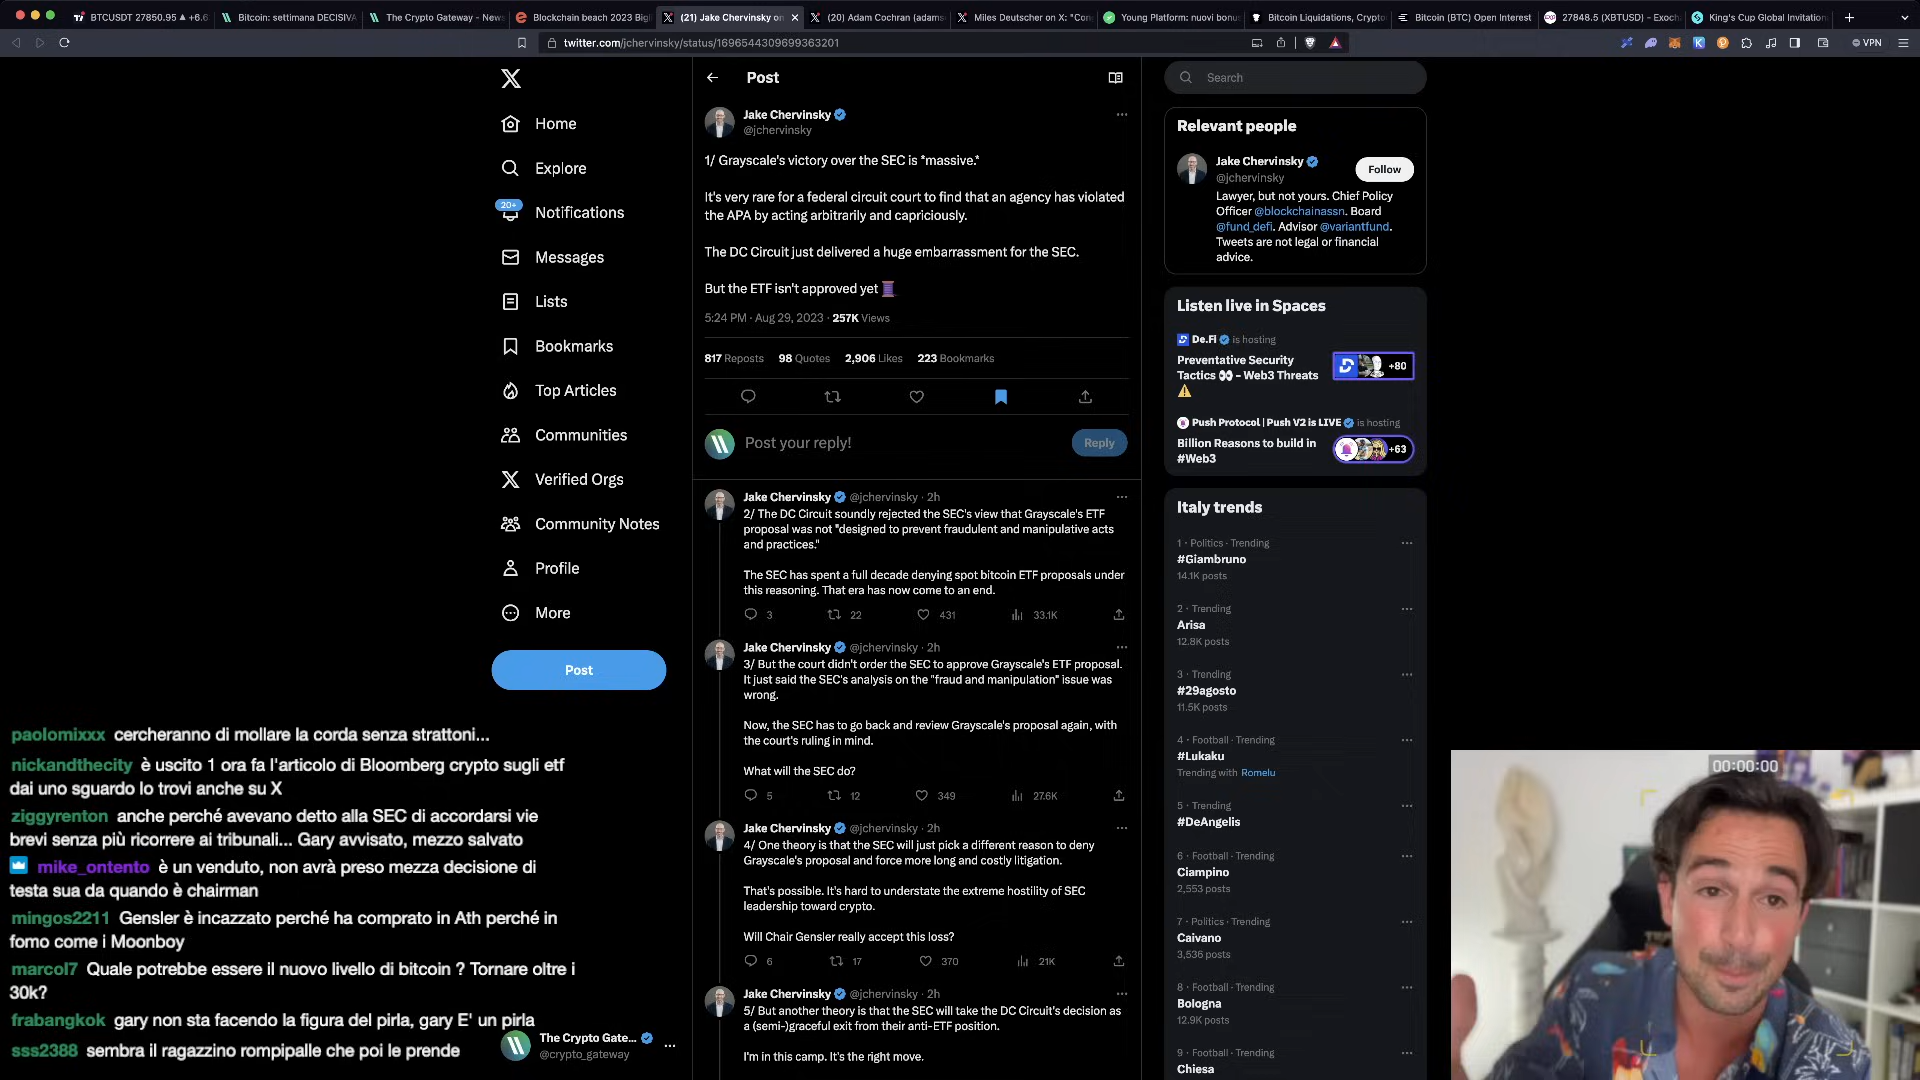 BTCUSDT 27850.95 ▲ +6.6
Bitcoin: settimana DECISIVA
The Crypto Gateway - News
Blockchain beach 2023 Bigl
(21) Jake Chervinsky on
(20) Adam Cochran (adams
Miles Deutscher on X: "Con
Young Platform: nuovi bonus
Bitcoin Liquidations, Crypto
Bitcoin (BTC) Open Interest
27848.5 (XBTUSD) - Exoch
King's Cup Global Invitation
twitter.com/jchervinsky/status/1696544309699363201
VPN
Home
Explore
20+
Notifications
Messages
Lists
Bookmarks
Top Articles
Communities
Verified Orgs
Community Notes
Profile
More
Post
paolomixxx cercheranno di mollare la corda senza strattoni...
nickandthecity è uscito 1 ora fa l'articolo di Bloomberg crypto sugli etf
dai uno sguardo lo trovi anche su X
ziggyrenton anche perché avevano detto alla SEC di accordarsi vie
brevi senza più ricorrere ai tribunali... Gary avvisato, mezzo salvato
mike_ontento è un venduto, non avrà preso mezza decisione di
testa sua da quando è chairman
mingos2211 Gensler è incazzato perché ha comprato in Ath perché in
fomo come i Moonboy
marcol7 Quale potrebbe essere il nuovo livello di bitcoin ? Tornare oltre i
30k?
frabangkok gary non sta facendo la figura del pirla, gary E' un pirla
sss2388 sembra il ragazzino rompipalle che poi le prende
The Crypto Gate...
@crypto_gateway
Post
Jake Chervinsky
@jchervinsky
1/ Grayscale's victory over the SEC is *massive.*
It's very rare for a federal circuit court to find that an agency has violated
the APA by acting arbitrarily and capriciously.
The DC Circuit just delivered a huge embarrassment for the SEC.
But the ETF isn't approved yet
5:24 PM · Aug 29, 2023 · 257K Views
817 Reposts 98 Quotes 2,906 Likes 223 Bookmarks
Post your reply!
Reply
Jake Chervinsky @jchervinsky · 2h
2/ The DC Circuit soundly rejected the SEC's view that Grayscale's ETF
proposal was not "designed to prevent fraudulent and manipulative acts
and practices."
The SEC has spent a full decade denying spot bitcoin ETF proposals under
this reasoning. That era has now come to an end.
3 22 431 33.1K
Jake Chervinsky @jchervinsky · 2h
3/ But the court didn't order the SEC to approve Grayscale's ETF proposal.
It just said the SEC's analysis on the "fraud and manipulation" issue was
wrong.
Now, the SEC has to go back and review Grayscale's proposal again, with
the court's ruling in mind.
What will the SEC do?
5 12 349 27.6K
Jake Chervinsky @jchervinsky · 2h
4/ One theory is that the SEC will just pick a different reason to deny
Grayscale's proposal and force more long and costly litigation.
That's possible. It's hard to understate the extreme hostility of SEC
leadership toward crypto.
Will Chair Gensler really accept this loss?
6 17 370 21K
Jake Chervinsky @jchervinsky · 2h
5/ But another theory is that the SEC will take the DC Circuit's decision as
a (semi-)graceful exit from their anti-ETF position.
I'm in this camp. It's the right move.
Search
Relevant people
Jake Chervinsky
@jchervinsky
Follow
Lawyer, but not yours. Chief Policy
Officer @blockchainassn. Board
@fund_defi. Advisor @variantfund.
Tweets are not legal or financial
advice.
Listen live in Spaces
De.Fi is hosting
Preventative Security
Tactics 👀 - Web3 Threats
⚠️
+80
Push Protocol | Push V2 is LIVE is hosting
Billion Reasons to build in
#Web3
+63
Italy trends
1 · Politics · Trending
#Giambruno
14.1K posts
2 · Trending
Arisa
12.8K posts
3 · Trending
#29agosto
11.5K posts
4 · Football · Trending
#Lukaku
Trending with Romelu
5 · Trending
#DeAngelis
6 · Football · Trending
Ciampino
2,553 posts
7 · Politics · Trending
Caivano
3,536 posts
8 · Football · Trending
Bologna
12.9K posts
9 · Football · Trending
Chiesa
00:00:00